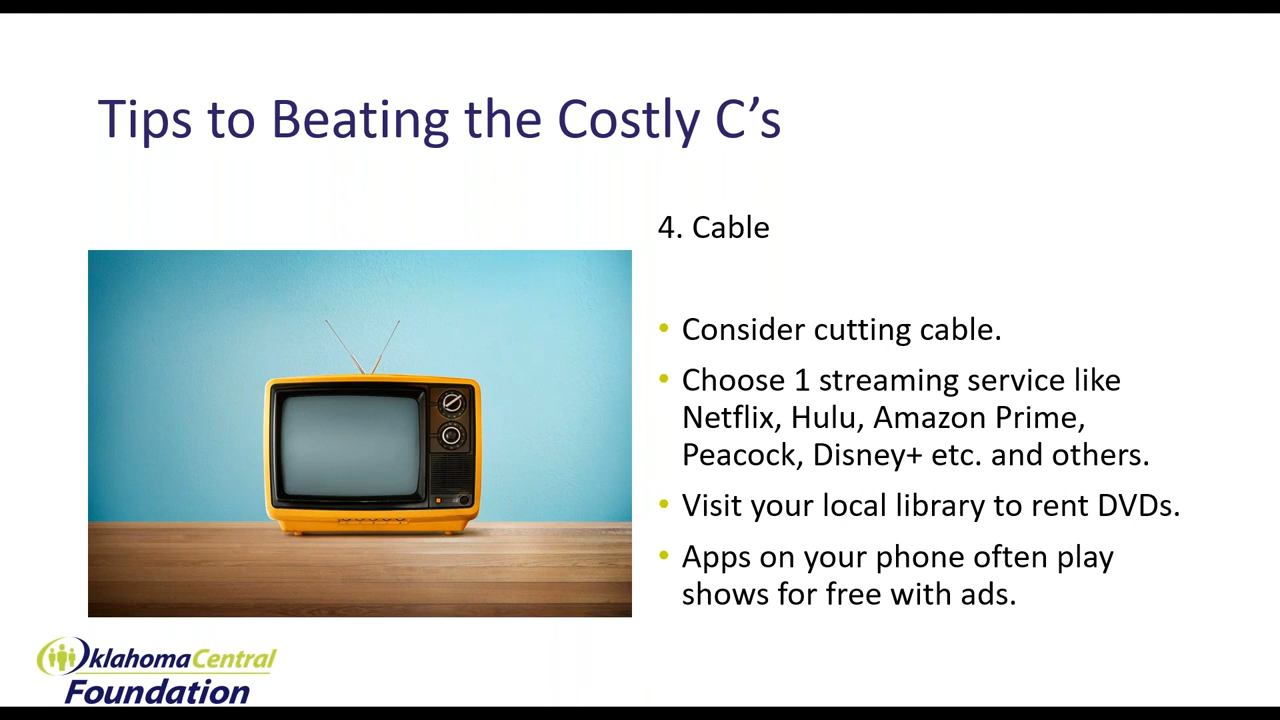 Tips to Beating the Costly C’s
4. Cable
• Consider cutting cable.
• Choose 1 streaming service like
Netflix, Hulu, Amazon Prime,
Peacock, Disney+ etc. and others.
• Visit your local library to rent DVDs.
• Apps on your phone often play
shows for free with ads.
OklahomaCentral
Foundation